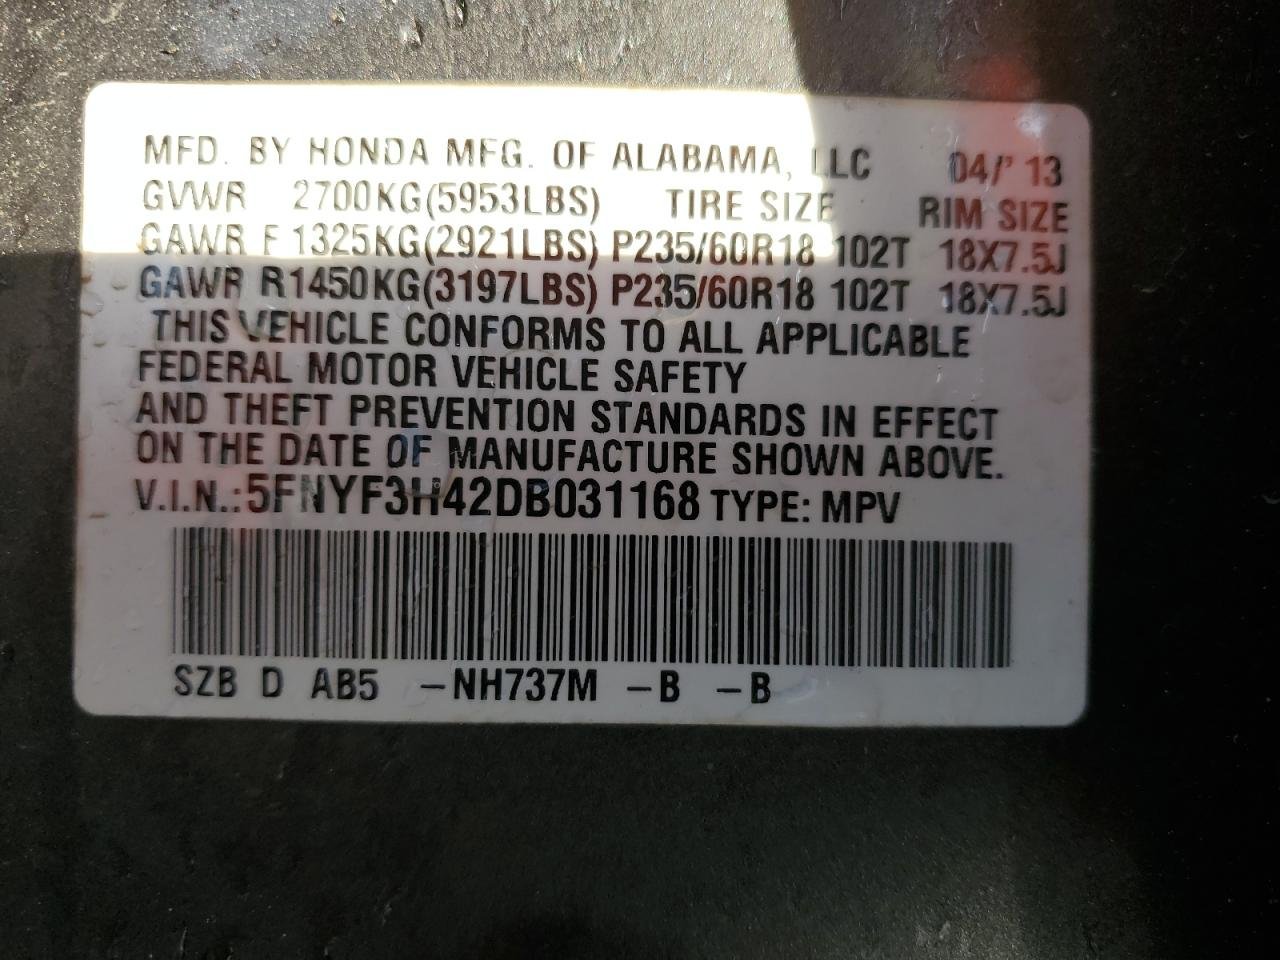 MFD. BY HONDA MFG. OF ALABAMA, LLC 04/' 13
GVWR 2700KG(5953LBS) TIRE SIZE RIM SIZE
GAWR F 1325KG(2921LBS) P235/60R18 102T 18X7.5J
GAWR R1450KG(3197LBS) P235/60R18 102T 18X7.5J
THIS VEHICLE CONFORMS TO ALL APPLICABLE
FEDERAL MOTOR VEHICLE SAFETY
AND THEFT PREVENTION STANDARDS IN EFFECT
ON THE DATE OF MANUFACTURE SHOWN ABOVE.
V.I.N.:5FNYF3H42DB031168 TYPE: MPV
SZB D AB5 -NH737M -B -B